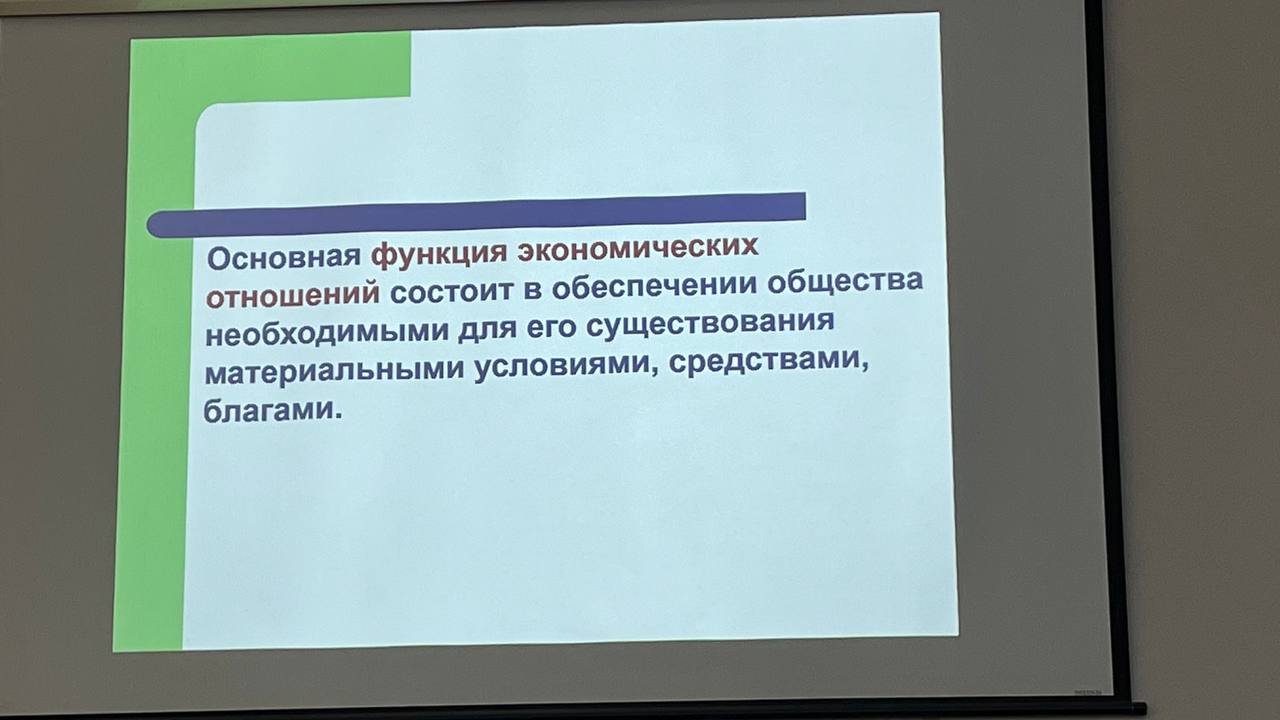 Основная функция экономических
отношений состоит в обеспечении общества
необходимыми для его существования
материальными условиями, средствами,
благами.